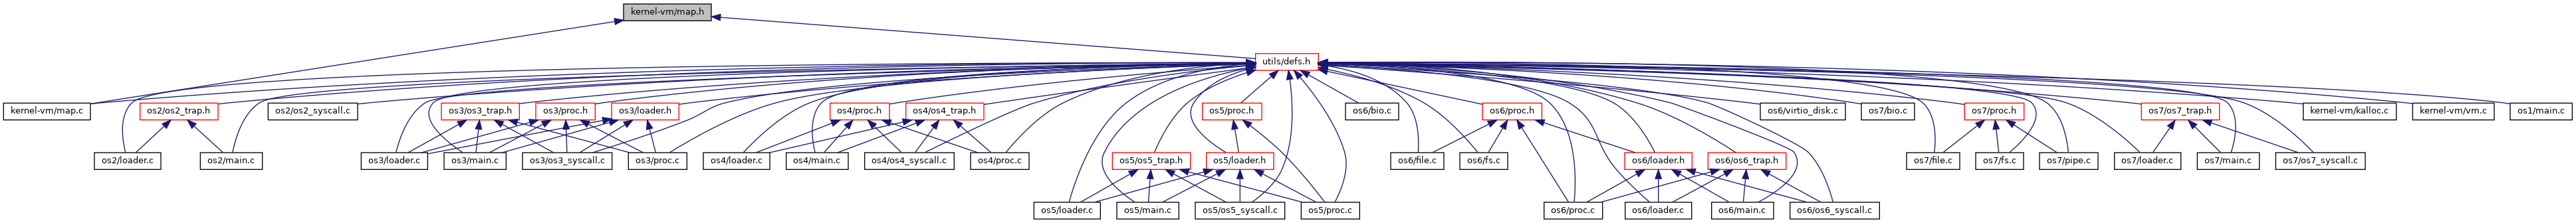 kernel-vm/map.h
utils/defs.h
kernel-vm/map.c
os2/os2_trap.h
os2/os2_syscall.c
os3/os3_trap.h
os3/proc.h
os3/loader.h
os4/proc.h
os4/os4_trap.h
os5/proc.h
os6/bio.c
os6/proc.h
os6/virtio_disk.c
os7/bio.c
os7/proc.h
os7/os7_trap.h
kernel-vm/kalloc.c
kernel-vm/vm.c
os1/main.c
os2/loader.c
os2/main.c
os3/loader.c
os3/main.c
os3/os3_syscall.c
os3/proc.c
os4/loader.c
os4/main.c
os4/os4_syscall.c
os4/proc.c
os5/os5_trap.h
os5/loader.h
os6/file.c
os6/fs.c
os6/loader.h
os6/os6_trap.h
os7/file.c
os7/fs.c
os7/pipe.c
os7/loader.c
os7/main.c
os7/os7_syscall.c
os5/loader.c
os5/main.c
os5/os5_syscall.c
os5/proc.c
os6/proc.c
os6/loader.c
os6/main.c
os6/os6_syscall.c